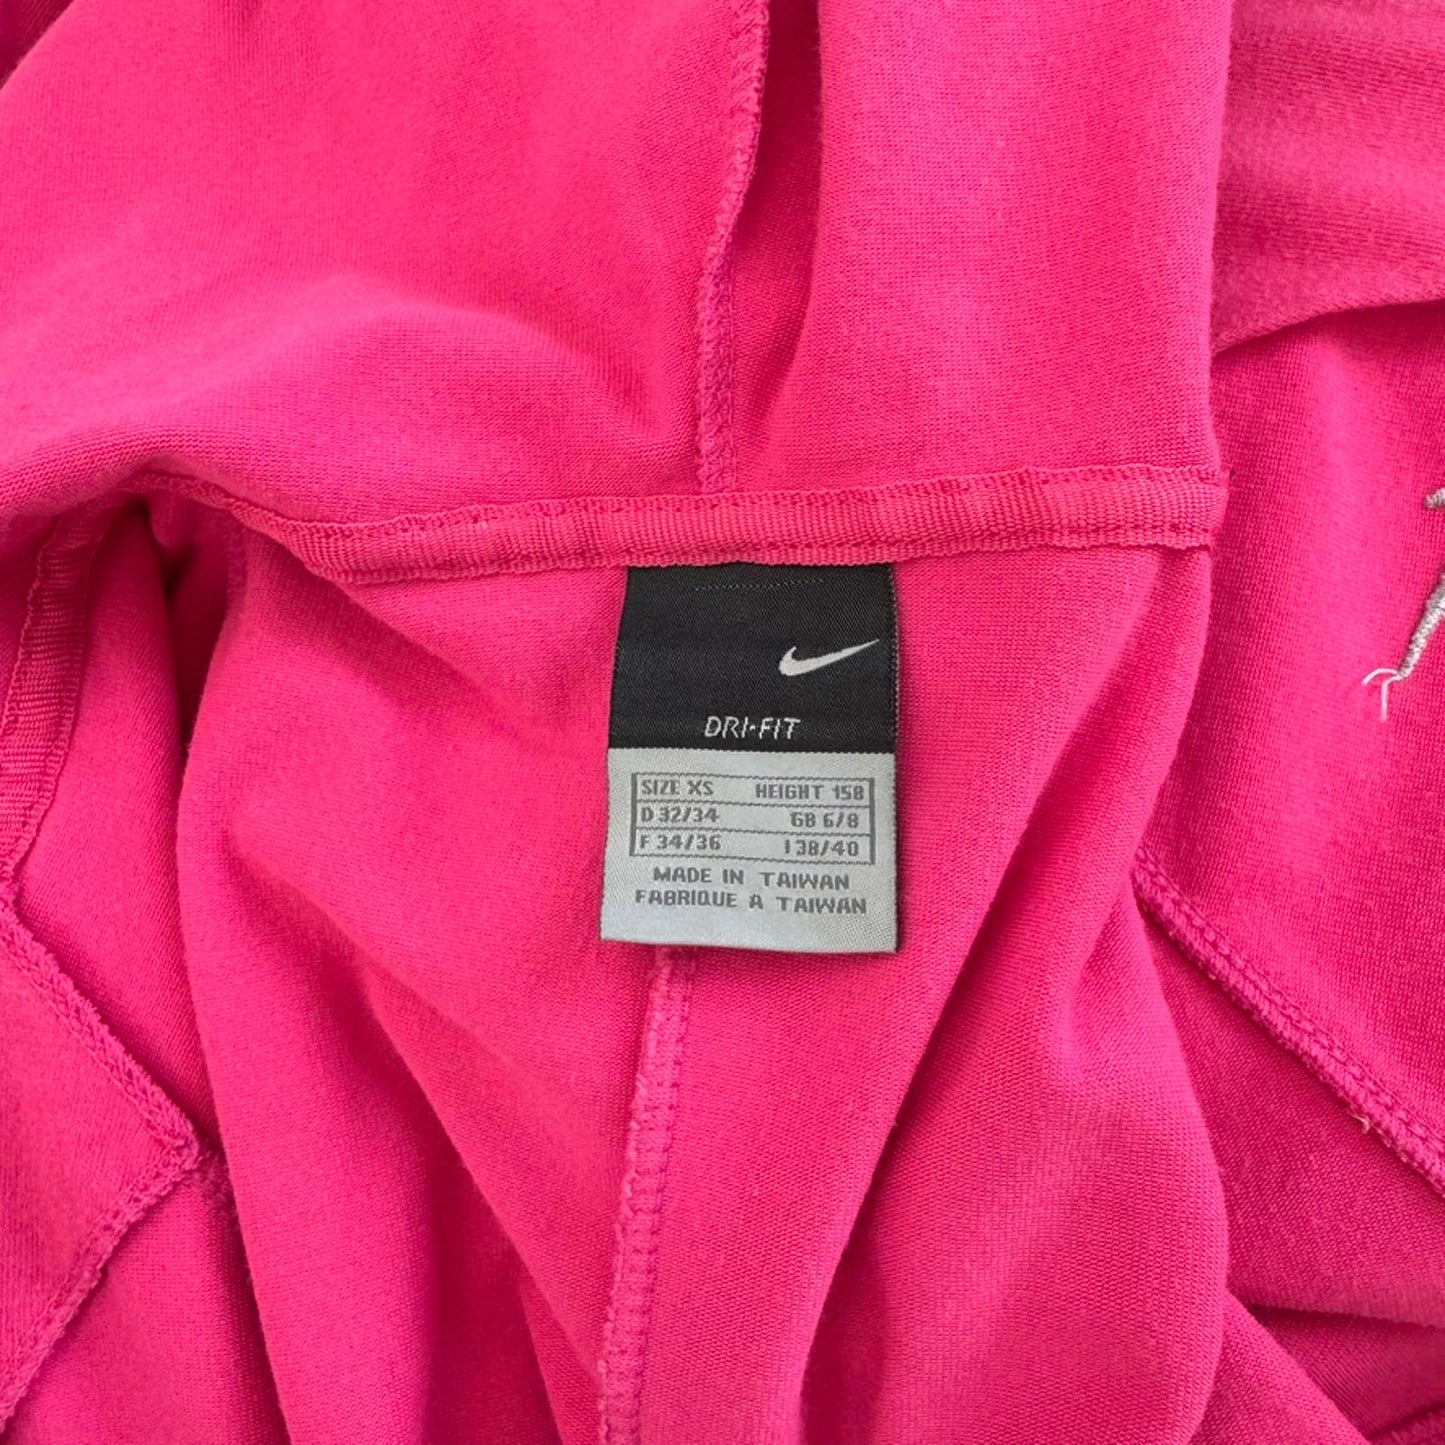 DRI-FIT
SIZE XS HEIGHT 158
D 32/34 GB 6/8
F 34/36 I 38/40
MADE IN TAIWAN
FABRIQUE A TAIWAN